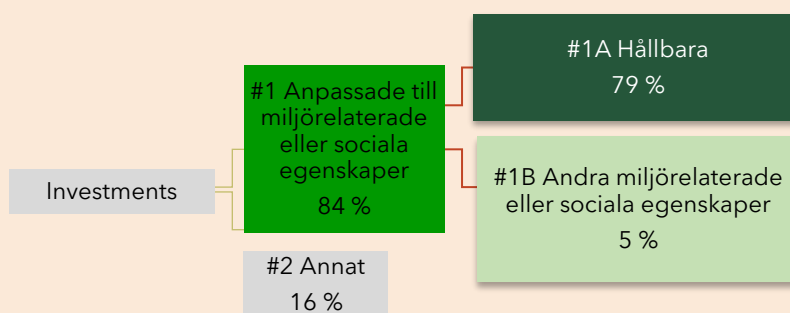 Investments
#1 Anpassade till
miljörelaterade
eller sociala
egenskaper
84 %
#2 Annat
16 %
#1A Hållbara
79 %
#1B Andra miljörelaterade
eller sociala egenskaper
5 %